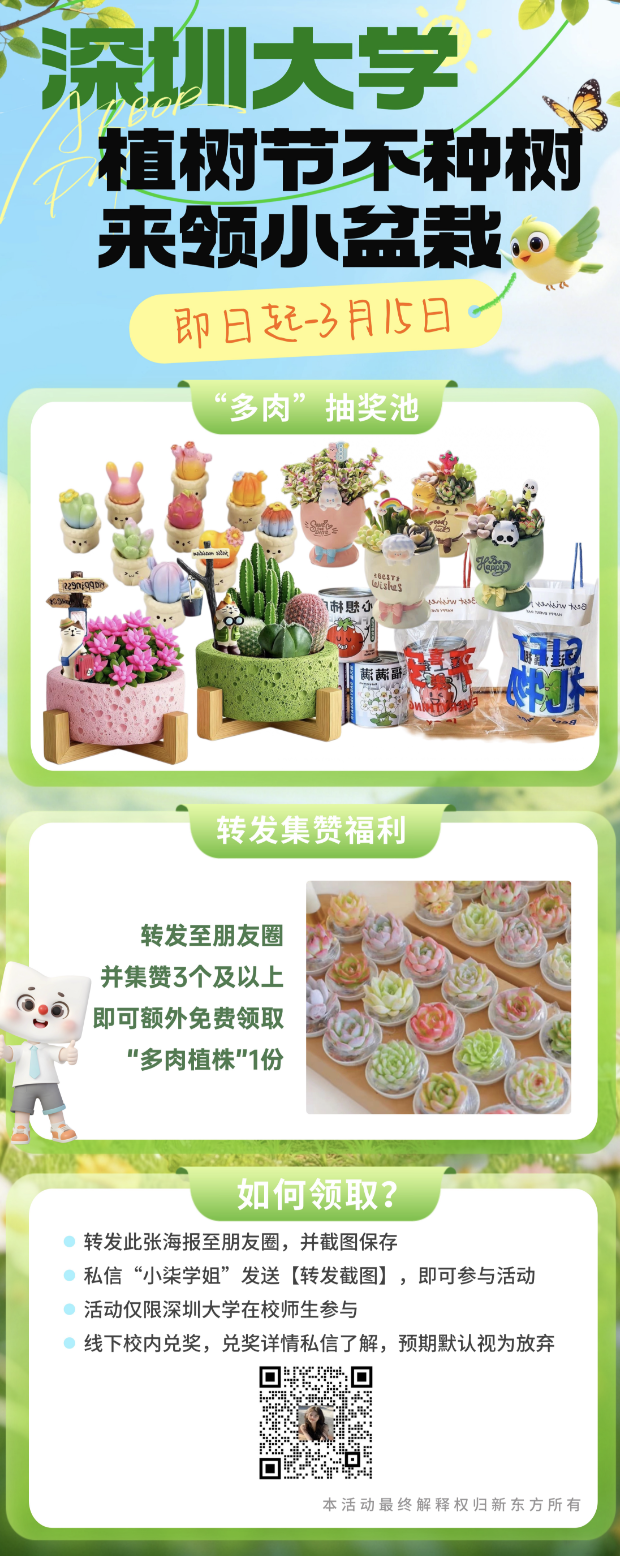 深圳大学
Arbor
植树节不种树
来领小盆栽
即日起-3月15日
“多肉”抽奖池
转发集赞福利
转发至朋友圈
并集赞3个及以上
即可额外免费领取
“多肉植株”1份
如何领取？
转发此张海报至朋友圈，并截图保存
私信“小柒学姐”发送【转发截图】，即可参与活动
活动仅限深圳大学在校师生参与
线下校内兑奖，兑奖详情私信了解，预期默认视为放弃
本活动最终解释权归新东方所有